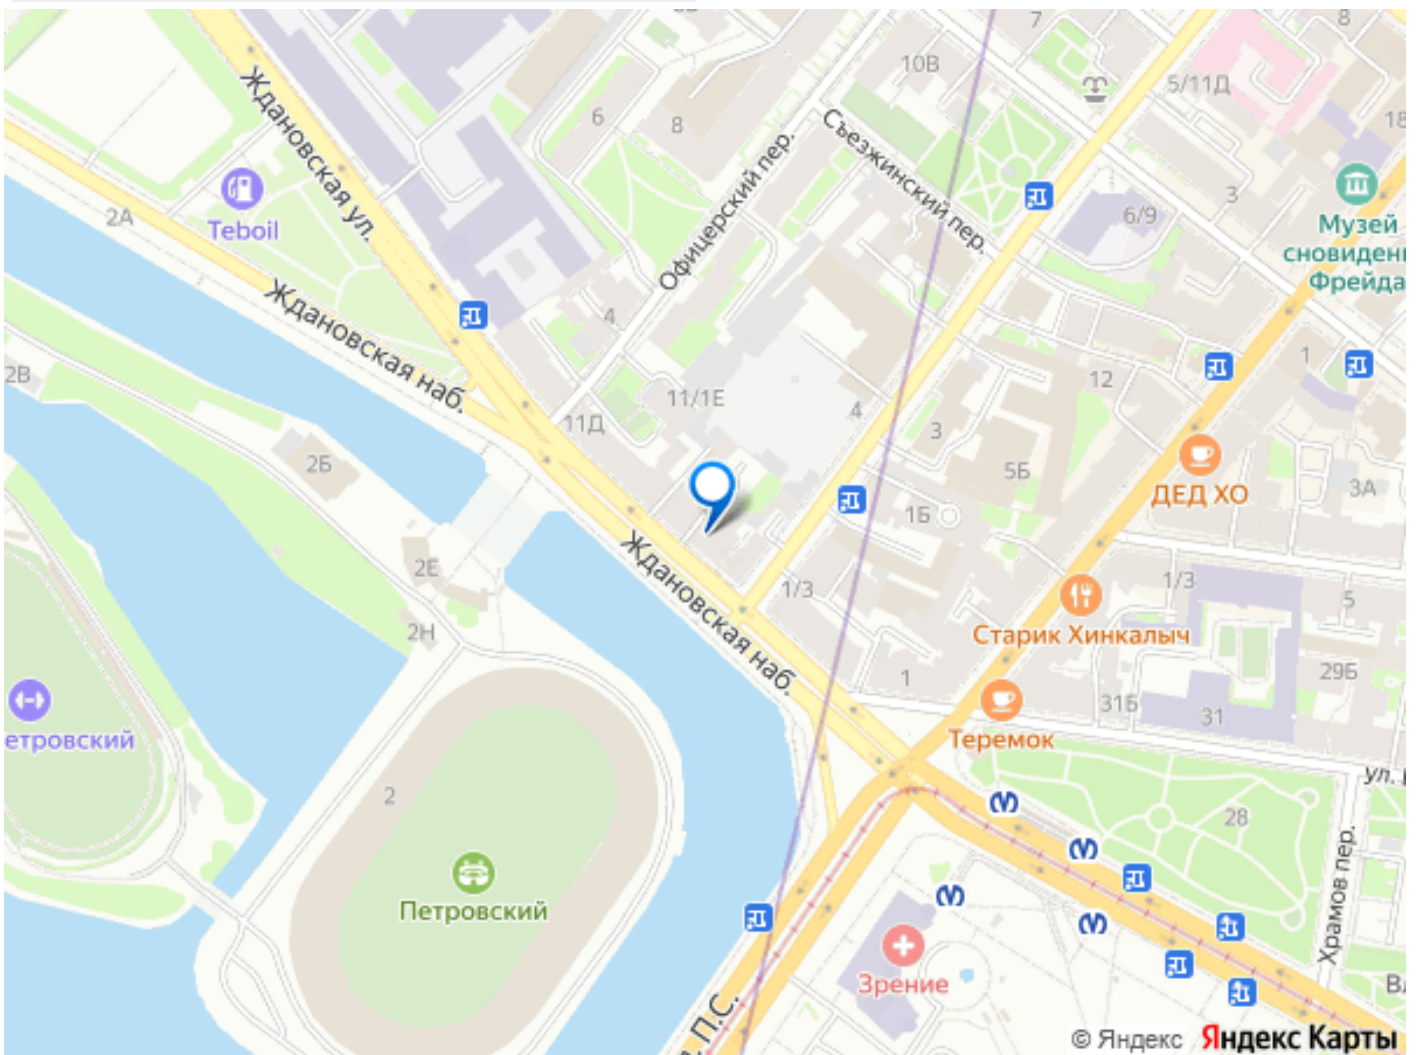 7
8
10В
5/11Д
18
Ждановская ул.
6
8
Офицерский пер.
Съезжинский пер.
3
6/9
Музей
сновидени
Фрейда
2А
Teboil
Ждановская наб.
4
1
2В
11/1Е
12
11Д
4
3
2Б
5Б
ДЕД ХО
3А
1Б
Ждановская наб.
2Е
1/3
1/3
5
2Н
Старик Хинкалыч
1
31Б
31
29Б
етровский
Теремок
ул.
2
28
Петровский
Храмов пер.
Зрение
П.С.
© Яндекс Яндекс Карты